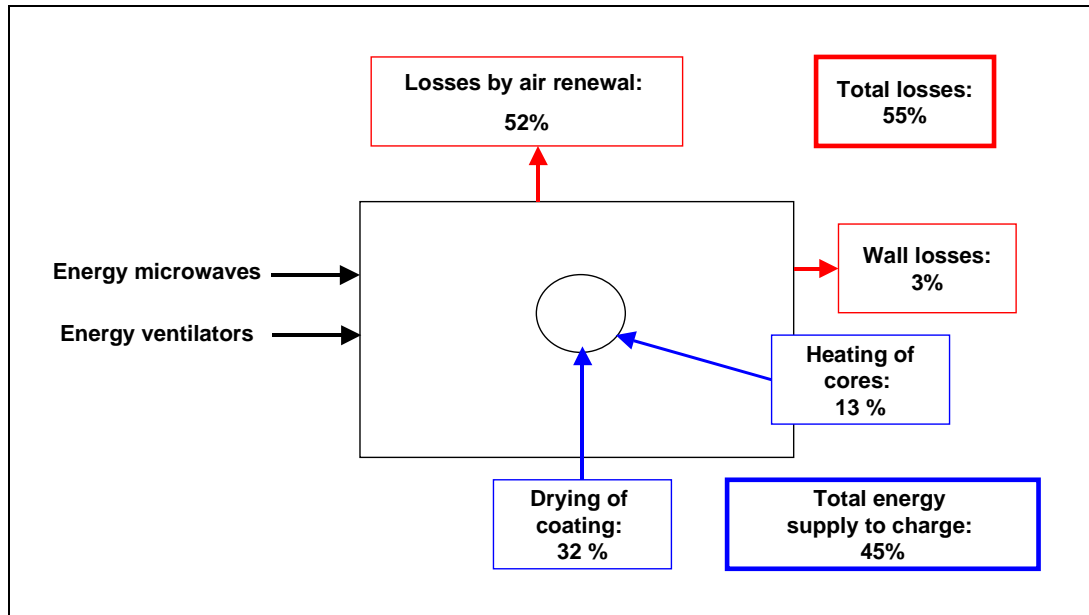 Losses by air renewal:
52%
Total losses:
55%
Energy microwaves
Energy ventilators
Wall losses:
3%
Heating of
cores:
13 %
Drying of
coating:
32 %
Total energy
supply to charge:
45%